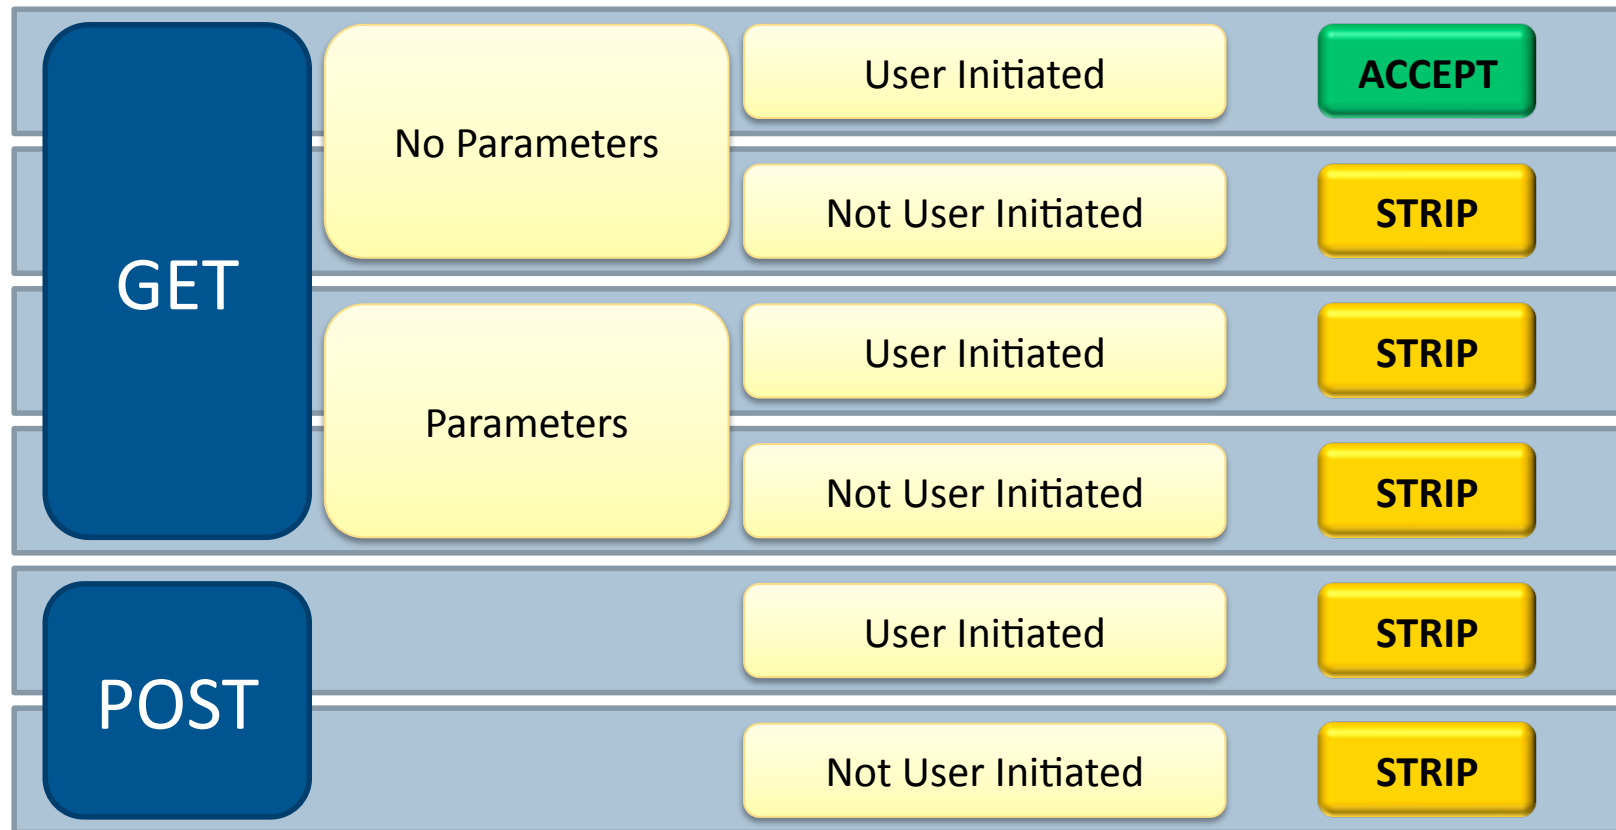 GET
No Parameters
User Initiated
ACCEPT
Not User Initiated
STRIP
Parameters
User Initiated
STRIP
Not User Initiated
STRIP
POST
User Initiated
STRIP
Not User Initiated
STRIP